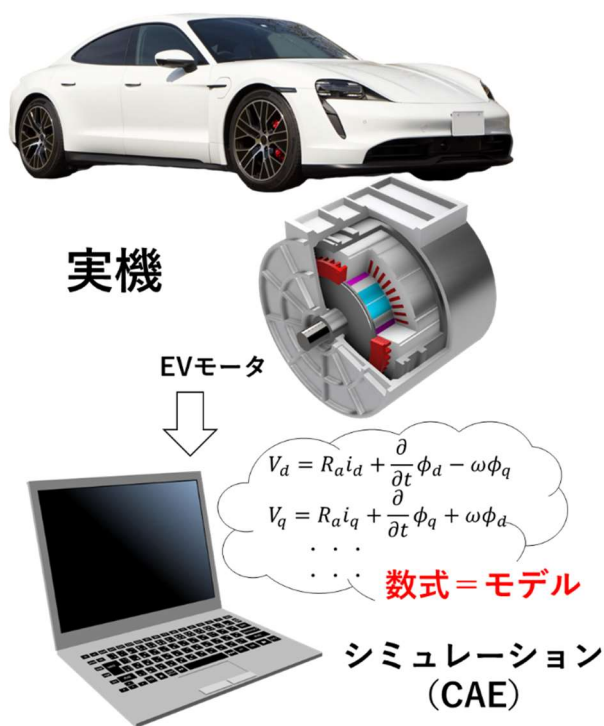 実機
EVモータ
V_d = R_a i_d + ∂/∂t ϕ_d − ωϕ_q
V_q = R_a i_q + ∂/∂t ϕ_q + ωϕ_d
・・・
・・・
数式＝モデル
シミュレーション
（CAE）